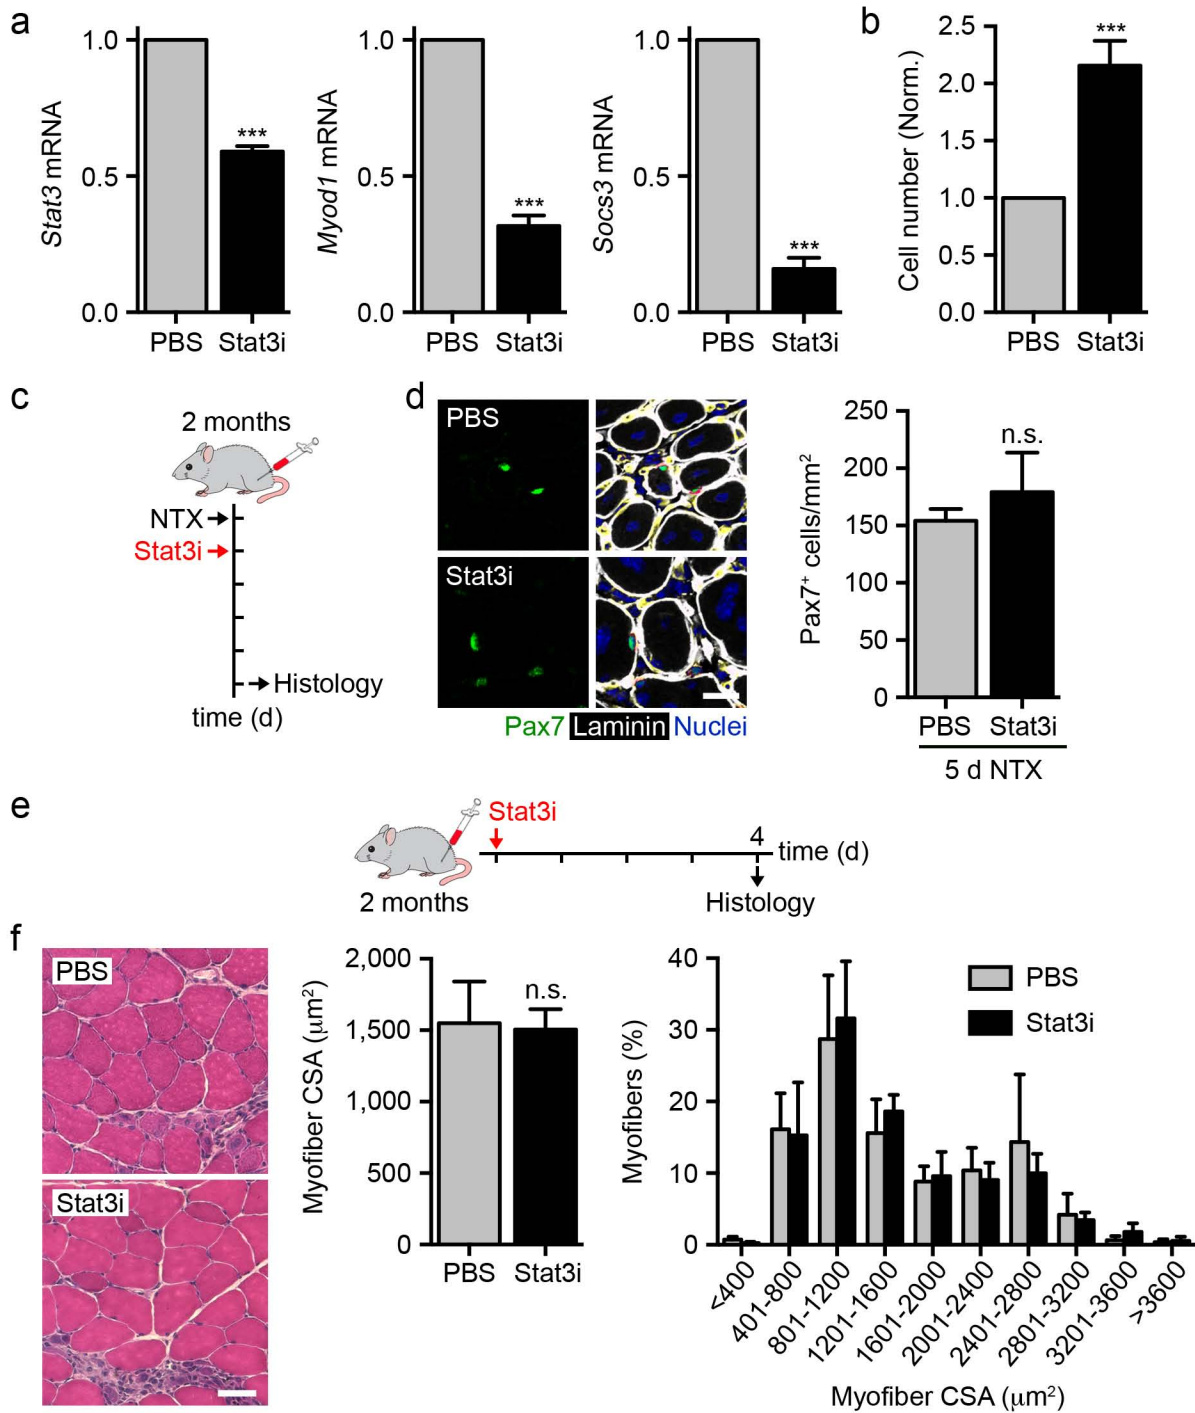 a
1.0
0.5
0.0
Stat3 mRNA
PBS Stat3i
***
1.0
0.5
0.0
Myod1 mRNA
PBS Stat3i
***
1.0
0.5
0.0
Socs3 mRNA
PBS Stat3i
***
b
2.5
2.0
1.5
1.0
0.5
0.0
Cell number (Norm.)
PBS
Stat3i
***
c
2 months
NTX
Stat3i
Histology
time (d)
d
PBS
Stat3i
Pax7 Laminin Nuclei
250
200
150
100
50
0
Pax7⁺ cells/mm²
n.s.
PBS Stat3i
5 d NTX
e
Stat3i
4
time (d)
2 months
Histology
f
PBS
Stat3i
2,000
1,500
1,000
500
0
Myofiber CSA (μm²)
n.s.
PBS Stat3i
40
30
20
10
0
Myofibers (%)
PBS
Stat3i
<400
401–800
801–1200
1201–1600
1601–2000
2001–2400
2401–2800
2801–3200
3201–3600
>3600
Myofiber CSA (μm²)